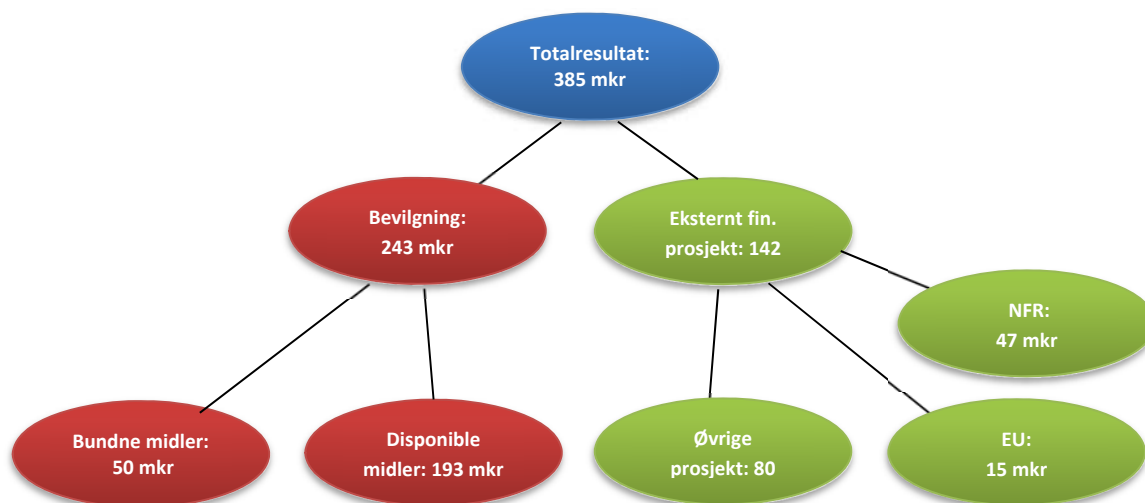 Totalresultat:
385 mkr
Bevilgning:
243 mkr
Eksternt fin.
prosjekt: 142
NFR:
47 mkr
Bundne midler:
50 mkr
Disponible
midler: 193 mkr
Øvrige
prosjekt: 80
EU:
15 mkr